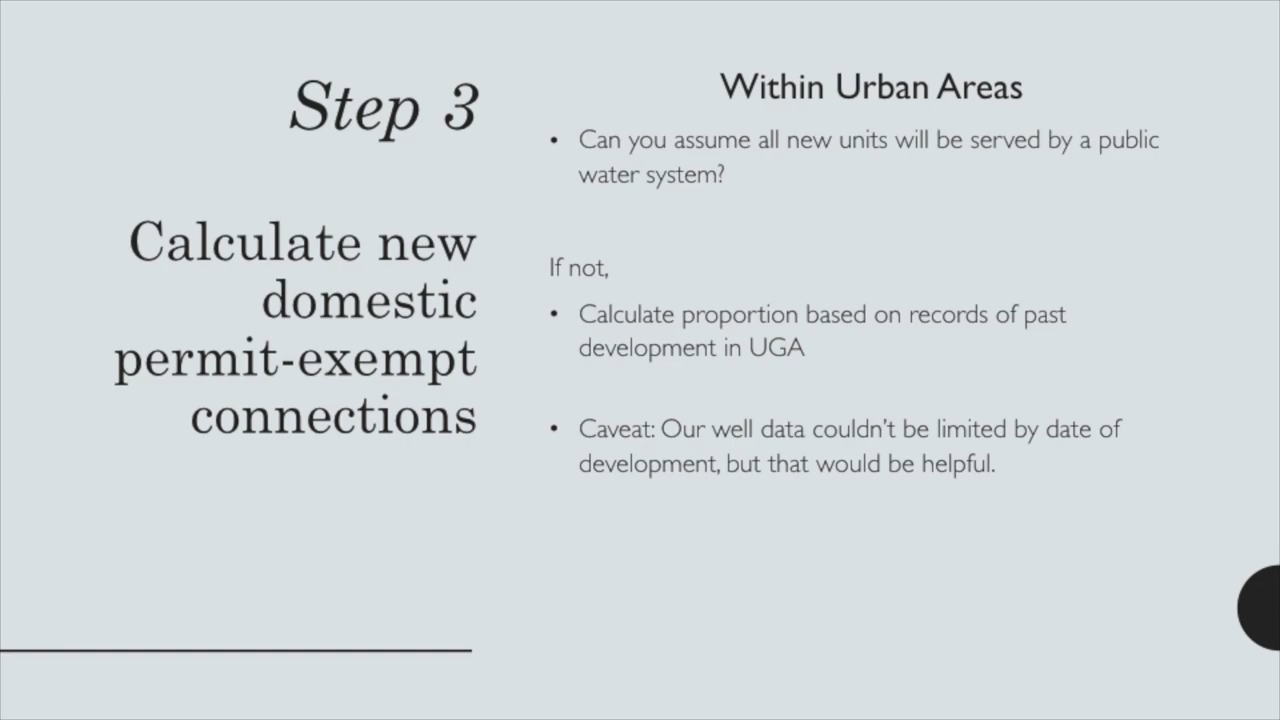 Step 3
Calculate new
domestic
permit-exempt
connections
Within Urban Areas
• Can you assume all new units will be served by a public
water system?
If not,
• Calculate proportion based on records of past
development in UGA
• Caveat: Our well data couldn't be limited by date of
development, but that would be helpful.